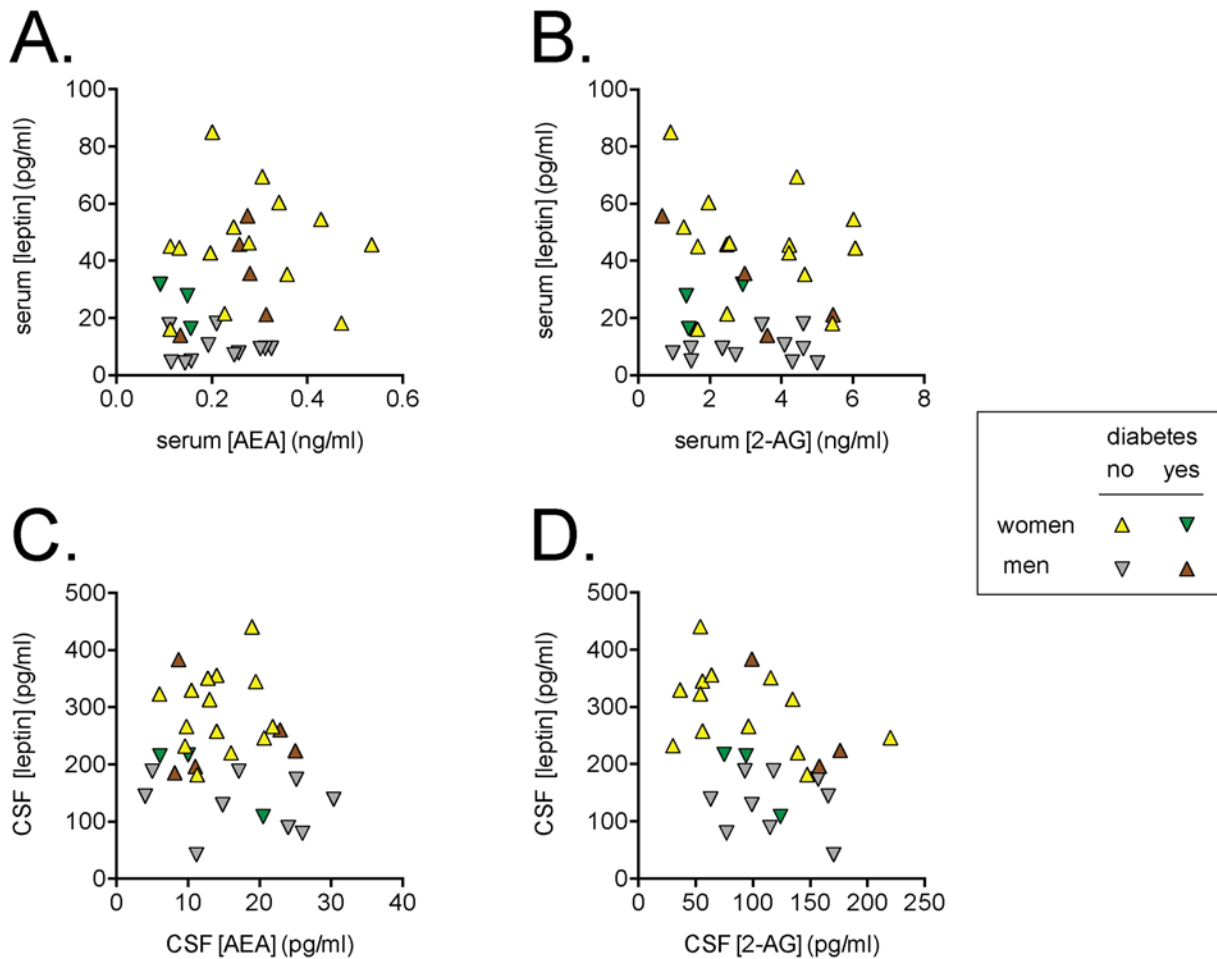 A.
100
80
60
40
20
0
serum [leptin] (pg/ml)
0.0 0.2 0.4 0.6
serum [AEA] (ng/ml)
B.
100
80
60
40
20
0
serum [leptin] (pg/ml)
0 2 4 6 8
serum [2-AG] (ng/ml)
diabetes
no yes
women
men
C.
500
400
300
200
100
0
CSF [leptin] (pg/ml)
0 10 20 30 40
CSF [AEA] (pg/ml)
D.
500
400
300
200
100
0
CSF [leptin] (pg/ml)
0 50 100 150 200 250
CSF [2-AG] (pg/ml)